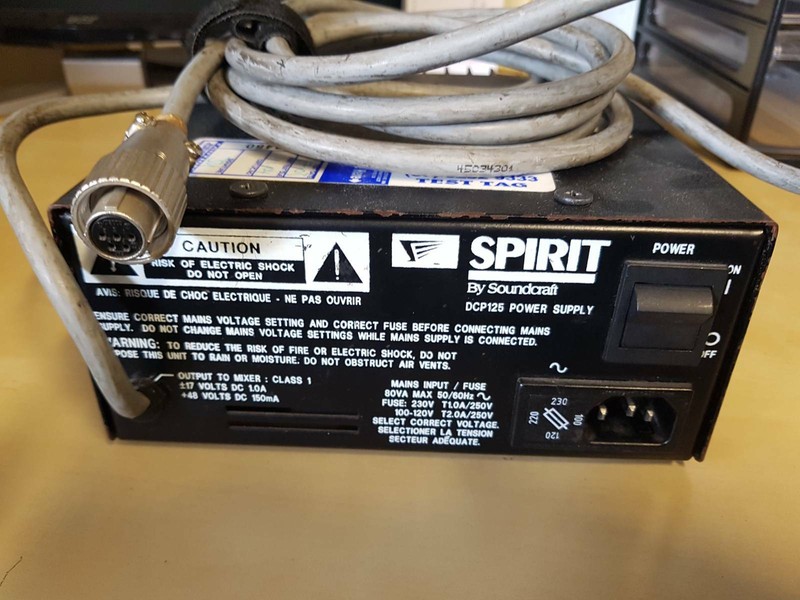 45034301
TEST TAG
CAUTION
RISK OF ELECTRIC SHOCK
DO NOT OPEN
AVIS: RISQUE DE CHOC ELECTRIQUE - NE PAS OUVRIR
SPIRIT
By Soundcraft
DCP125 POWER SUPPLY
POWER
ON
OFF
ENSURE CORRECT MAINS VOLTAGE SETTING AND CORRECT FUSE BEFORE CONNECTING MAINS
SUPPLY. DO NOT CHANGE MAINS VOLTAGE SETTINGS WHILE MAINS SUPPLY IS CONNECTED.
WARNING: TO REDUCE THE RISK OF FIRE OR ELECTRIC SHOCK, DO NOT
POSE THIS UNIT TO RAIN OR MOISTURE. DO NOT OBSTRUCT AIR VENTS.
OUTPUT TO MIXER : CLASS 1
±17 VOLTS DC 1.0A
+48 VOLTS DC 150mA
MAINS INPUT / FUSE
80VA MAX 50/60Hz ∿
FUSE: 230V T1.0A/250V
100-120V T2.0A/250V
SELECT CORRECT VOLTAGE.
SELECTIONER LA TENSION
SECTEUR ADÉQUATE.
230
220
100
120